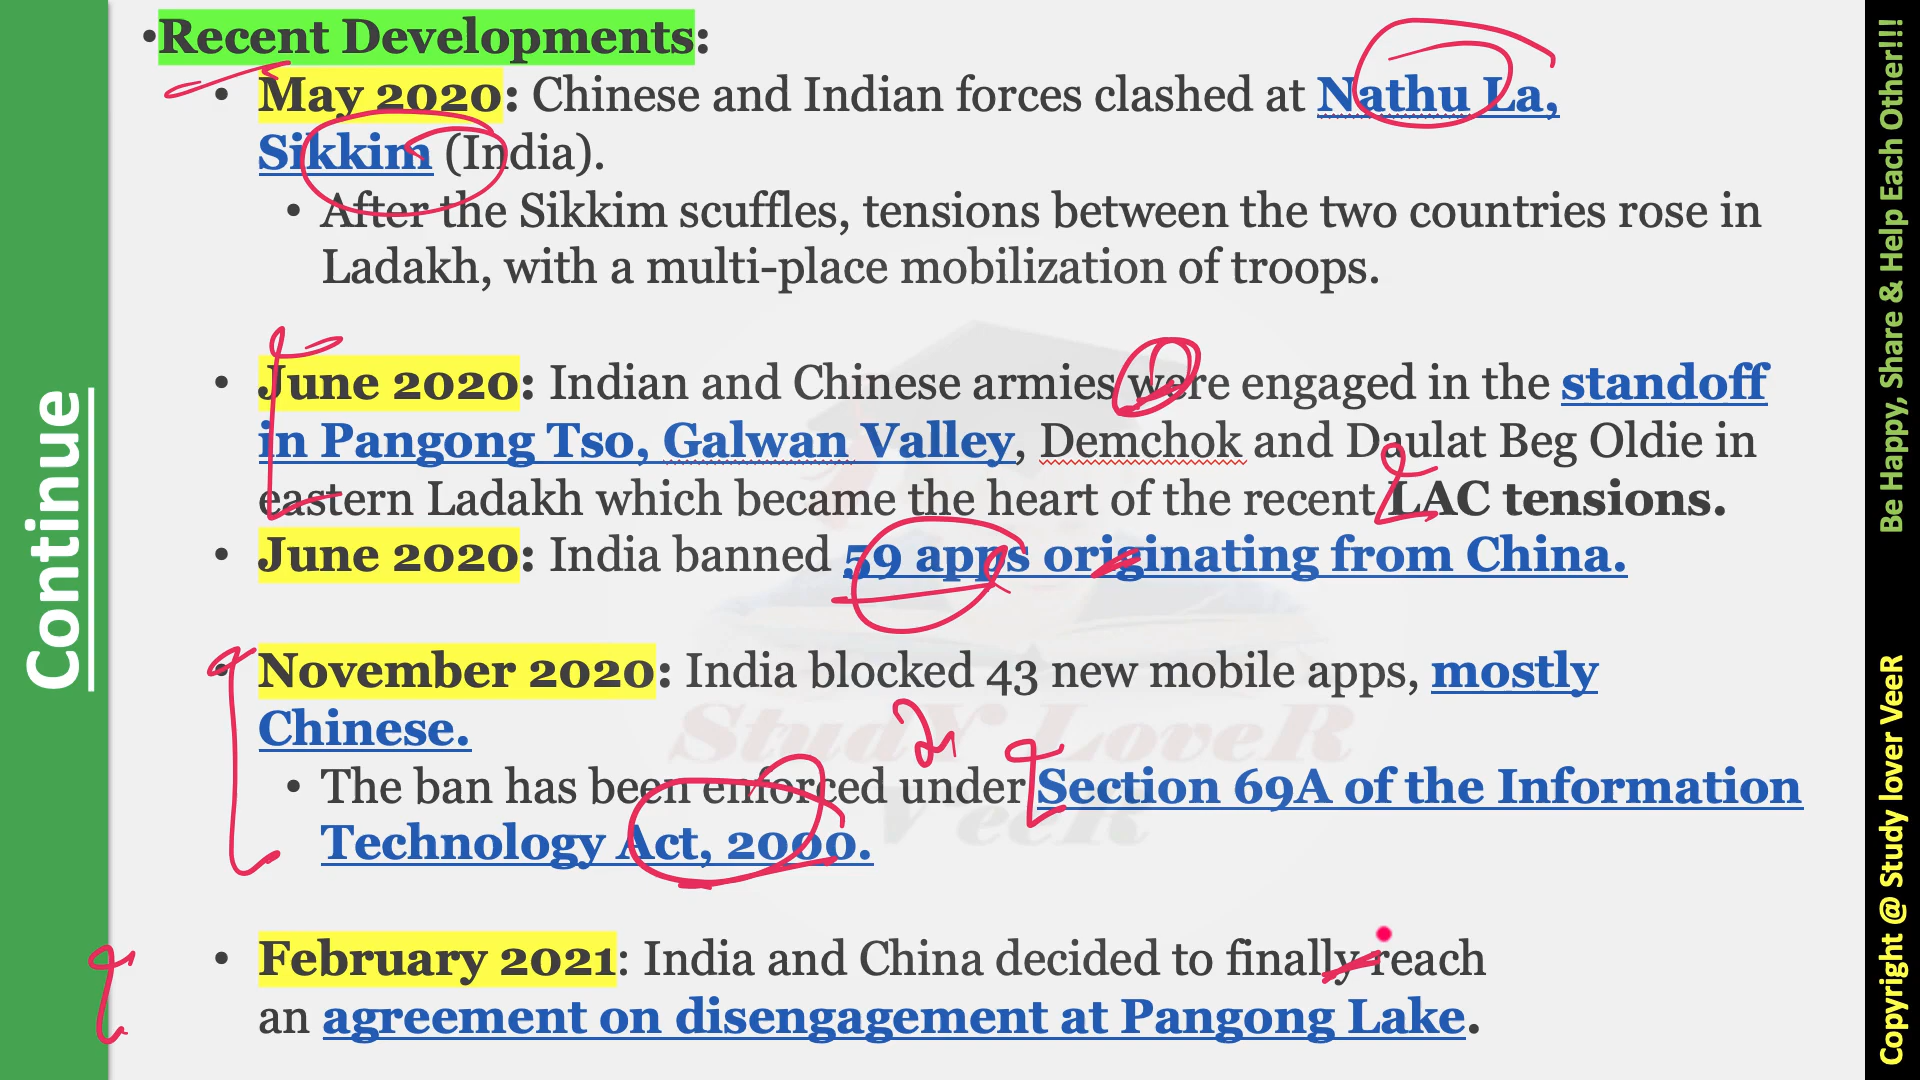 Continue
•Recent Developments:
• May 2020: Chinese and Indian forces clashed at Nathu La,
Sikkim (India).
• After the Sikkim scuffles, tensions between the two countries rose in
Ladakh, with a multi-place mobilization of troops.
• June 2020: Indian and Chinese armies were engaged in the standoff
in Pangong Tso, Galwan Valley, Demchok and Daulat Beg Oldie in
eastern Ladakh which became the heart of the recent LAC tensions.
• June 2020: India banned 59 apps originating from China.
• November 2020: India blocked 43 new mobile apps, mostly
Chinese.
• The ban has been enforced under Section 69A of the Information
Technology Act, 2000.
• February 2021: India and China decided to finally reach
an agreement on disengagement at Pangong Lake.
StudY LoveR
VeeR
Be Happy, Share & Help Each Other!!!
Copyright @ Study lover VeeR